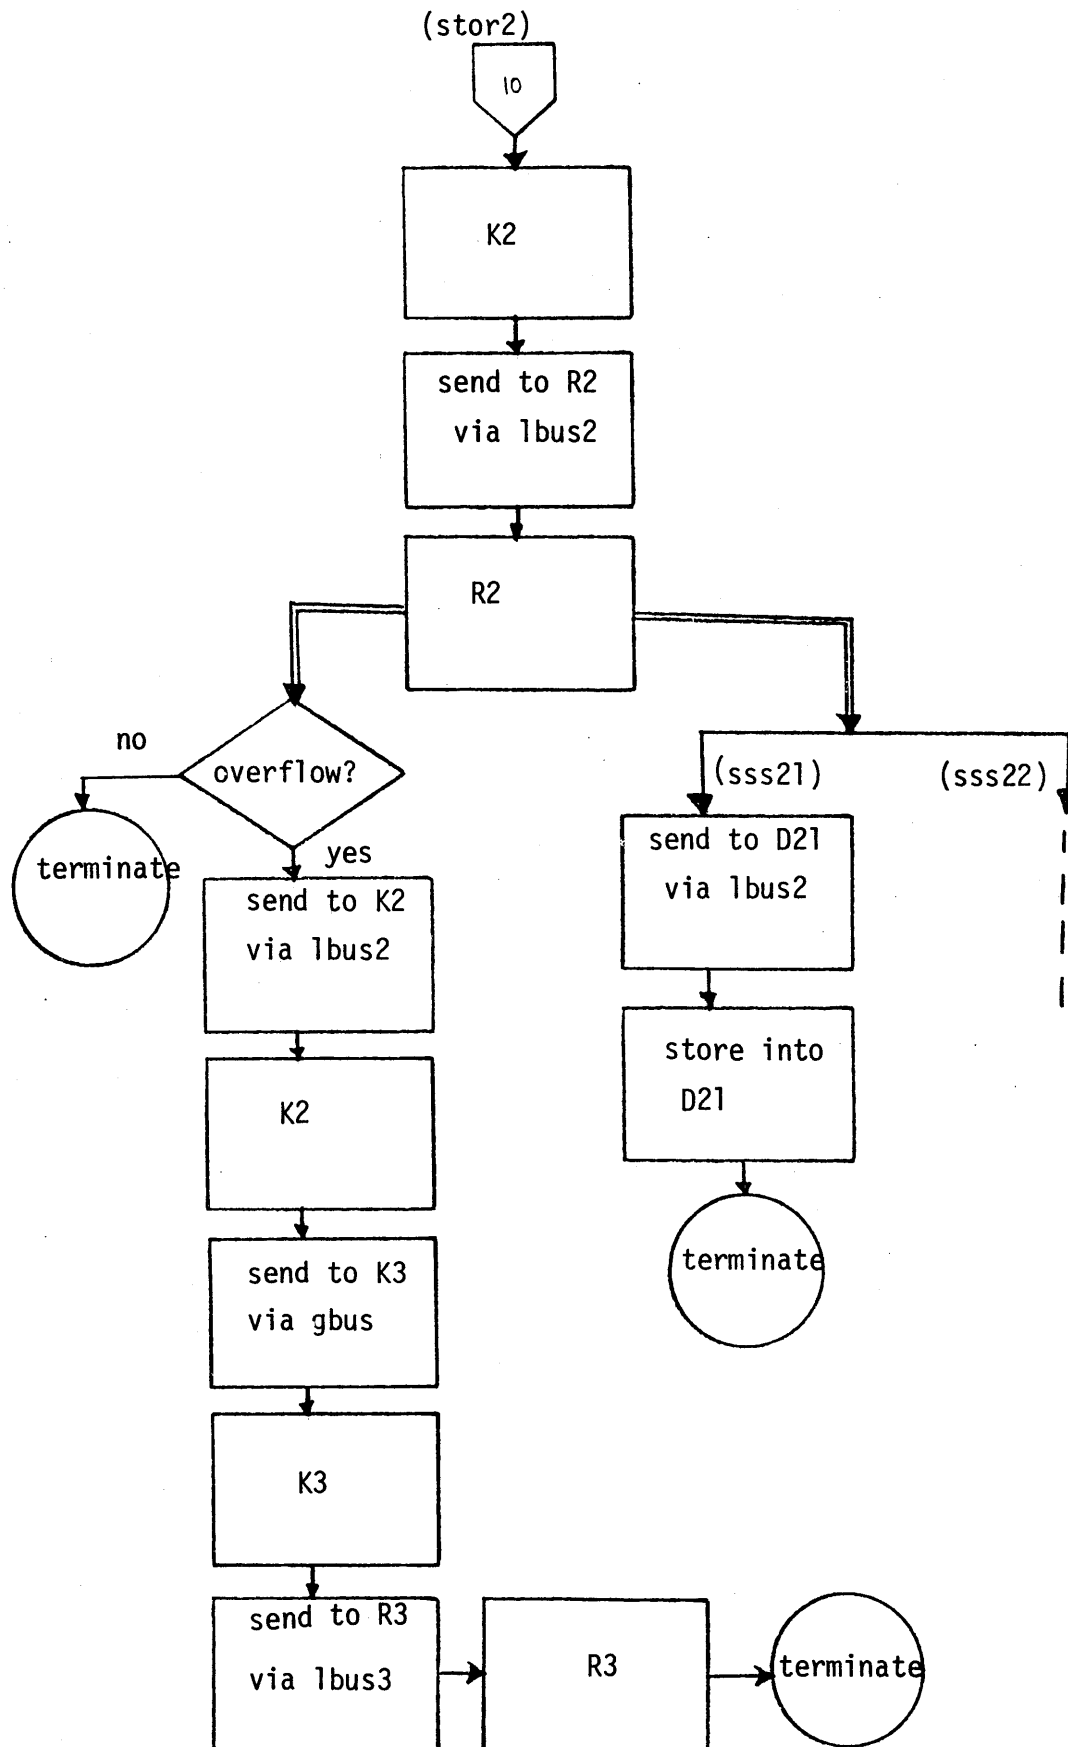 (stor2)
10
K2
send to R2
via lbus2
R2
no
overflow?
terminate
yes
send to K2
via lbus2
K2
send to K3
via gbus
K3
send to R3
via lbus3
R3
terminate
(sss21)
(sss22)
send to D21
via lbus2
store into
D21
terminate